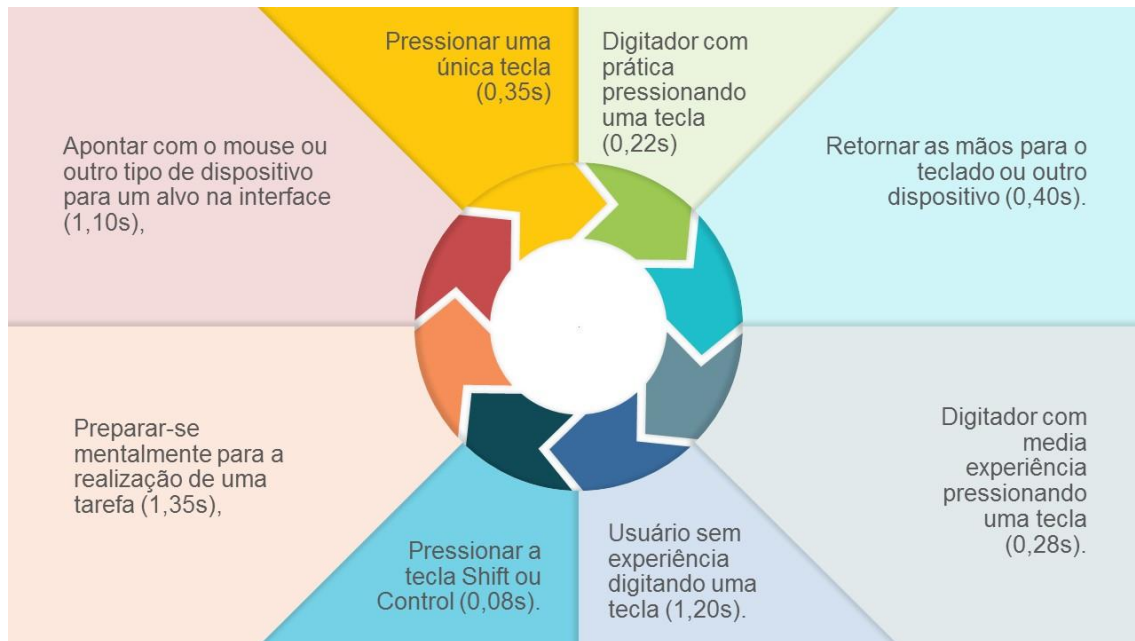 Pressionar uma
única tecla
(0,35s)
Digitador com
prática
pressionando
uma tecla
(0,22s)
Retornar as mãos para o
teclado ou outro
dispositivo (0,40s).
Digitador com
media
experiência
pressionando
uma tecla
(0,28s).
Usuário sem
experiência
digitando uma
tecla (1,20s).
Pressionar a
tecla Shift ou
Control (0,08s).
Preparar-se
mentalmente para a
realização de uma
tarefa (1,35s),
Apontar com o mouse ou
outro tipo de dispositivo
para um alvo na interface
(1,10s),